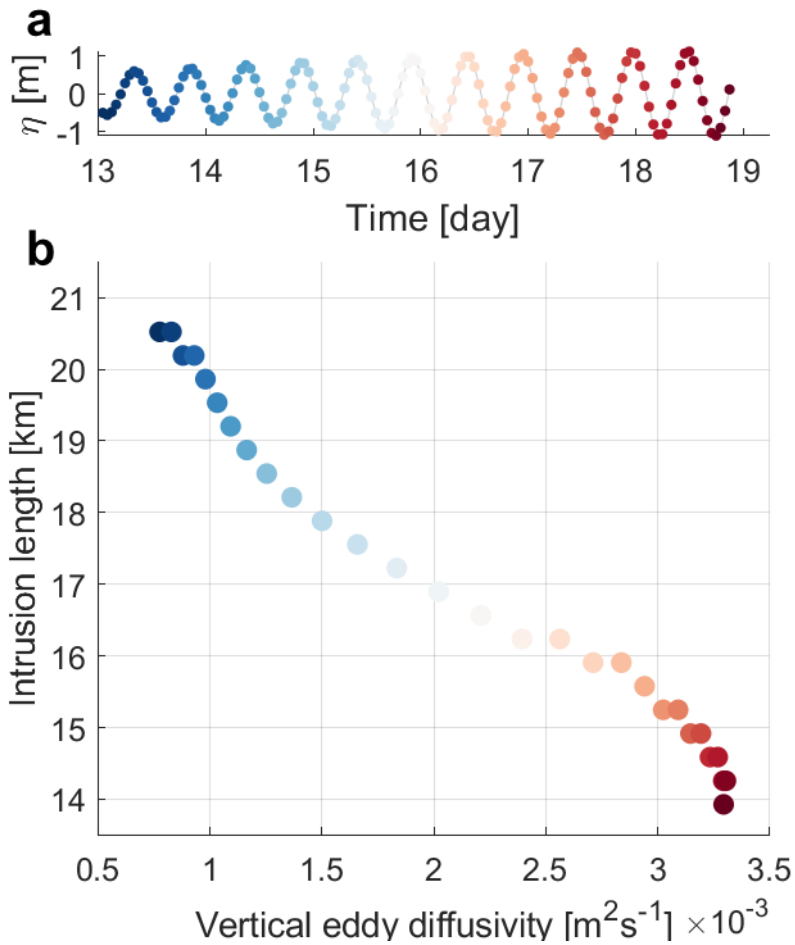 a
η [m]
1
0
-1
13 14 15 16 17 18 19
Time [day]
b
Intrusion length [km]
21
20
19
18
17
16
15
14
0.5 1 1.5 2 2.5 3 3.5
Vertical eddy diffusivity [m²s⁻¹] ×10⁻³